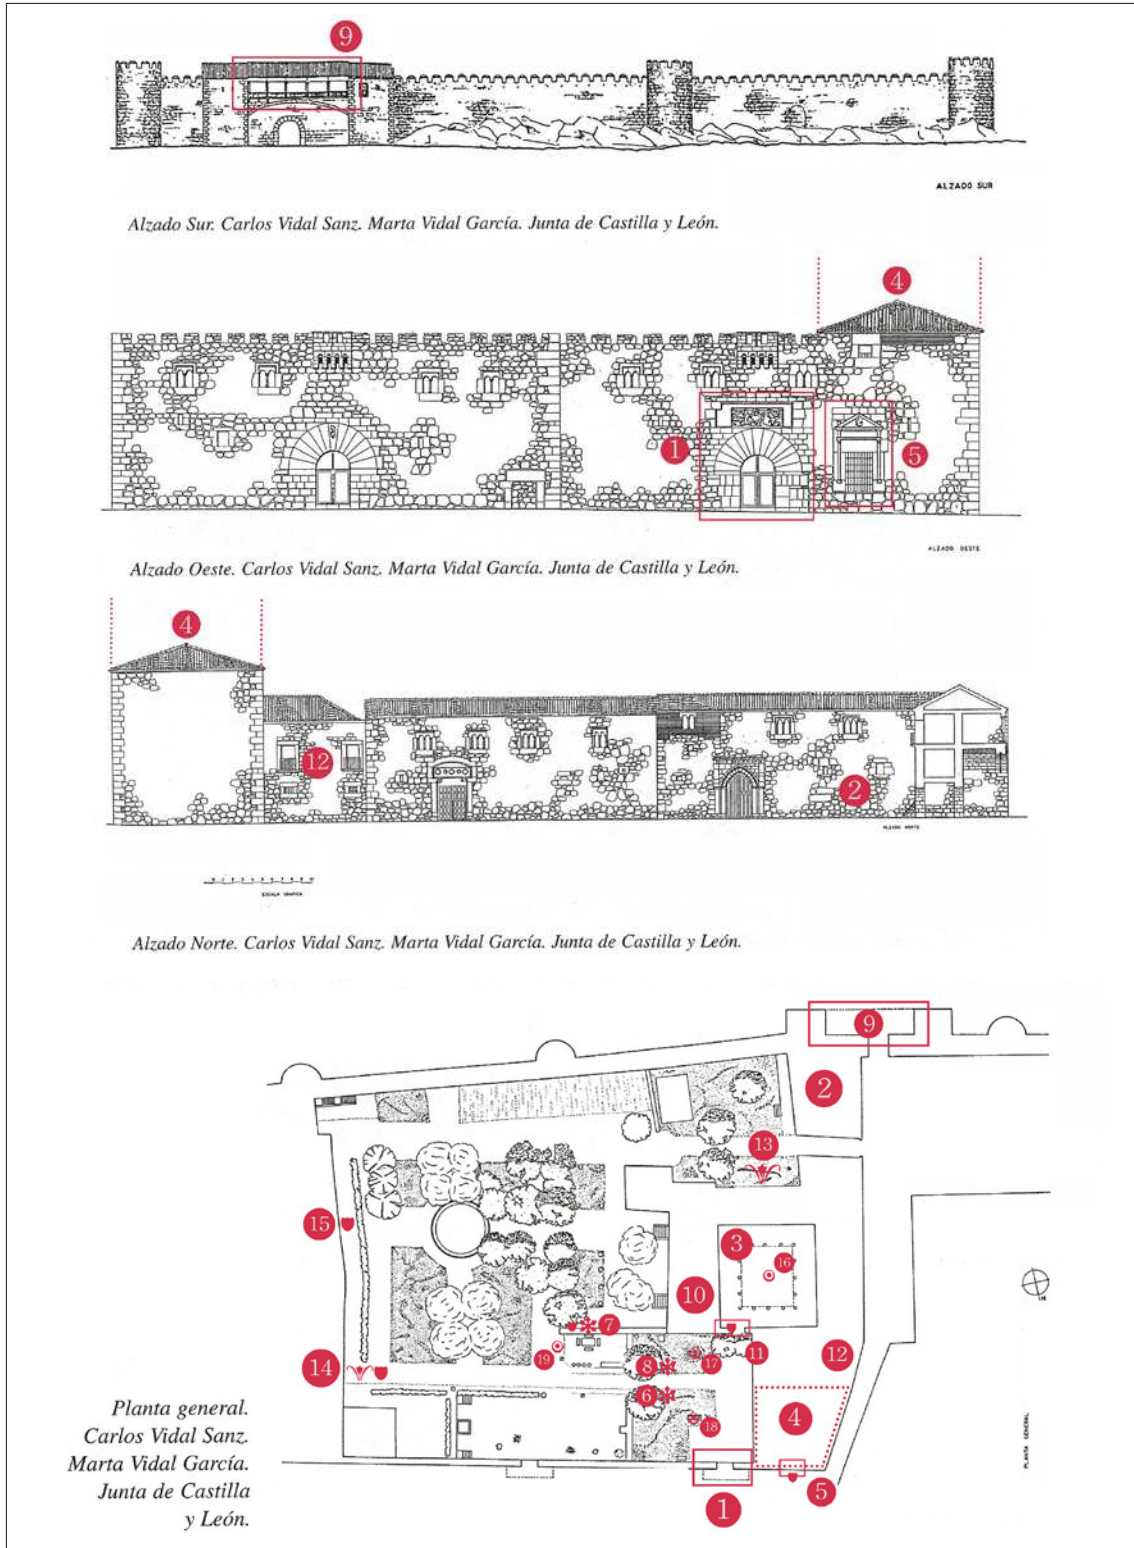 9
ALZADO SUR
Alzado Sur. Carlos Vidal Sanz. Marta Vidal García. Junta de Castilla y León.
4
1
5
ALZADO OESTE
Alzado Oeste. Carlos Vidal Sanz. Marta Vidal García. Junta de Castilla y León.
4
12
2
ALZADO NORTE
ESCALA GRAFICA
Alzado Norte. Carlos Vidal Sanz. Marta Vidal García. Junta de Castilla y León.
9
2
13
15
3
16
10
7
19
8
17
11
12
14
6
18
4
Planta general.
Carlos Vidal Sanz.
Marta Vidal García.
Junta de Castilla
y León.
PLANTA GENERAL
1
5